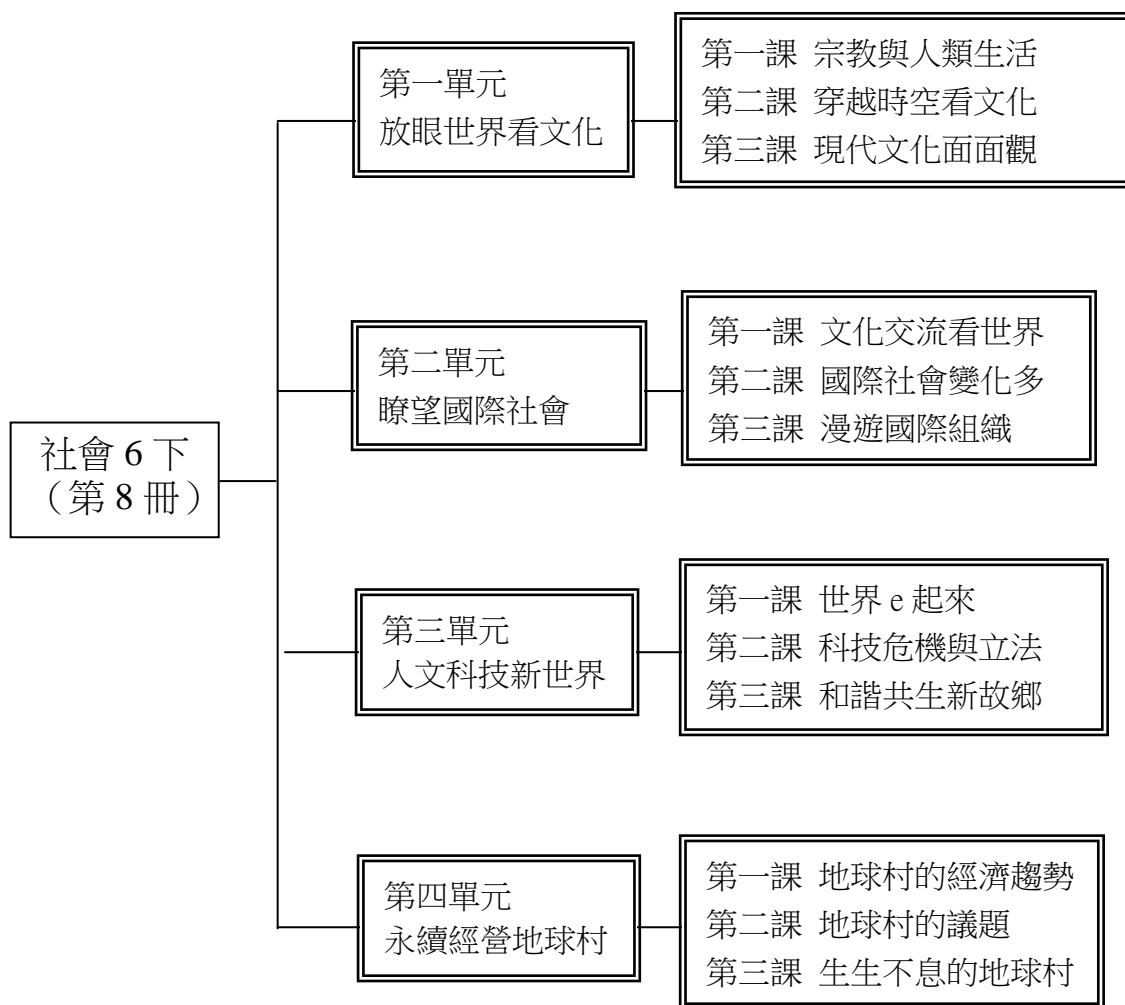 社會 6 下
（第 8 冊）
第一單元
放眼世界看文化
第一課 宗教與人類生活
第二課 穿越時空看文化
第三課 現代文化面面觀
第二單元
瞭望國際社會
第一課 文化交流看世界
第二課 國際社會變化多
第三課 漫遊國際組織
第三單元
人文科技新世界
第一課 世界 e 起來
第二課 科技危機與立法
第三課 和諧共生新故鄉
第四單元
永續經營地球村
第一課 地球村的經濟趨勢
第二課 地球村的議題
第三課 生生不息的地球村